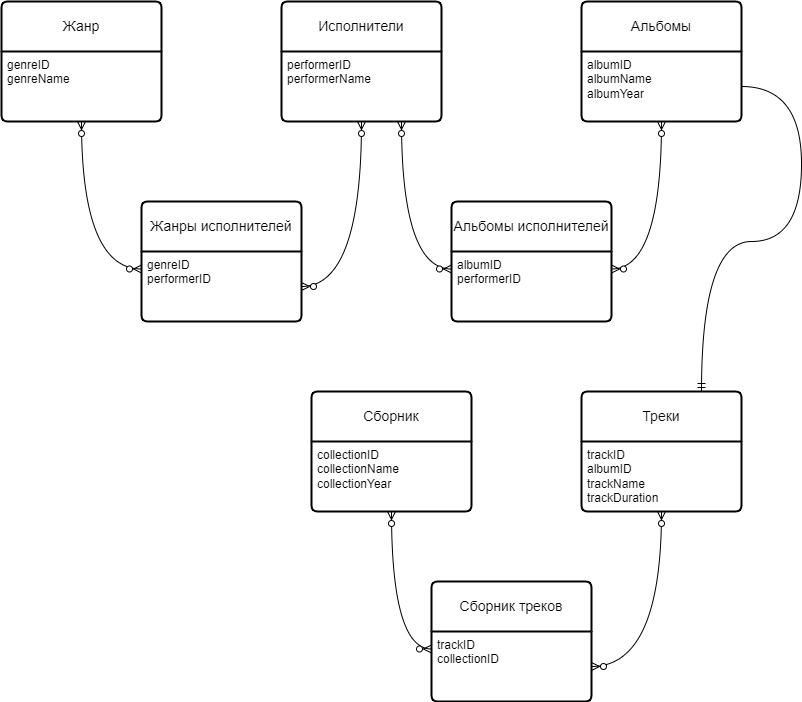 Жанр
genreID
genreName
Исполнители
performerID
performerName
Альбомы
albumID
albumName
albumYear
Жанры исполнителей
genreID
performerID
Альбомы исполнителей
albumID
performerID
Сборник
collectionID
collectionName
collectionYear
Треки
trackID
albumID
trackName
trackDuration
Сборник треков
trackID
collectionID